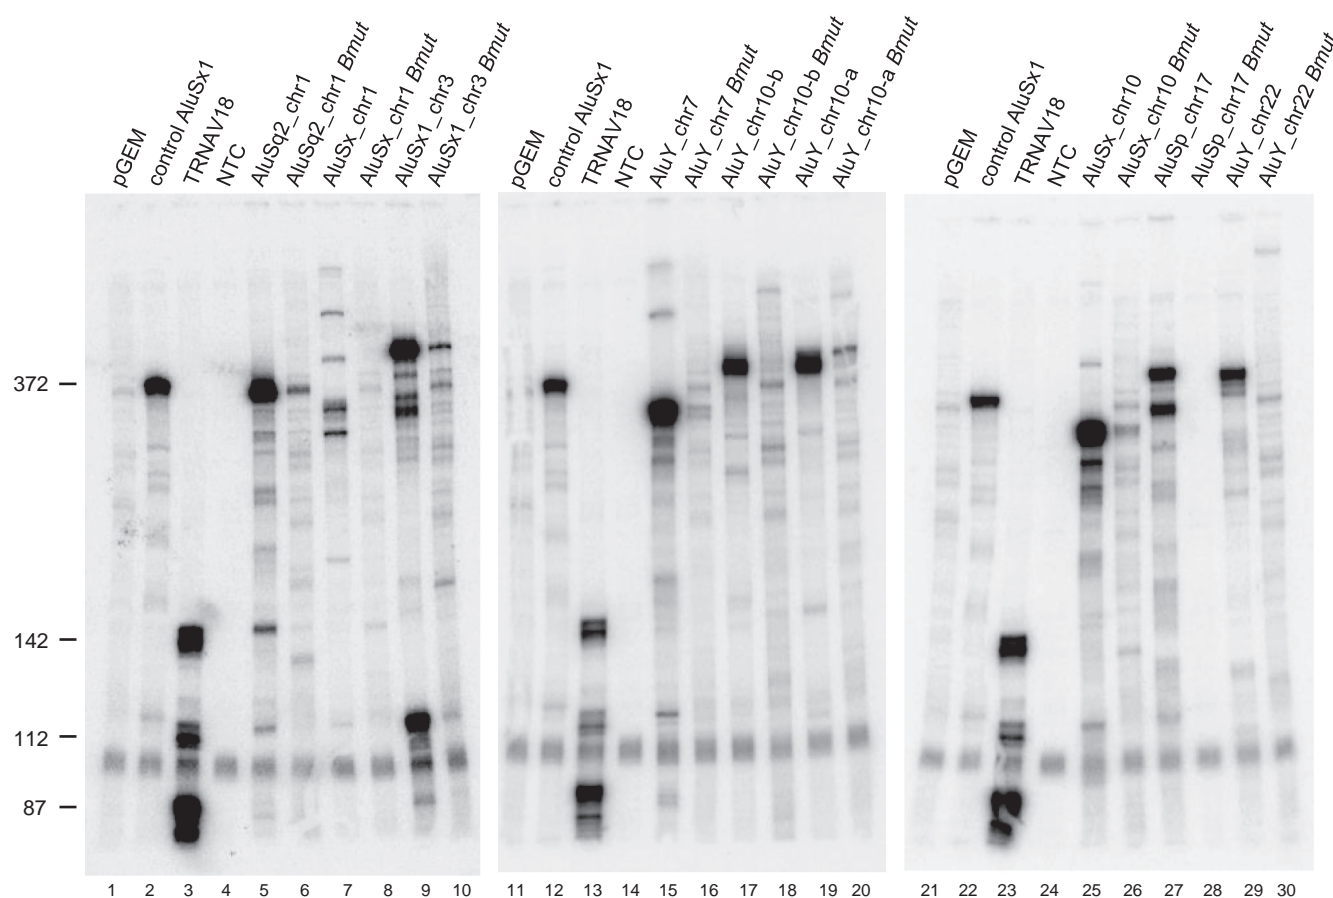 pGEM
control AluSx1
TRNAV18
NTC
AluSq2_chr1
AluSq2_chr1 Bmut
AluSx_chr1
AluSx_chr1 Bmut
AluSx1_chr3
AluSx1_chr3 Bmut
pGEM
control AluSx1
TRNAV18
NTC
AluY_chr7
AluY_chr7 Bmut
AluY_chr10-b
AluY_chr10-b Bmut
AluY_chr10-a
AluY_chr10-a Bmut
pGEM
control AluSx1
TRNAV18
NTC
AluSx_chr10
AluSx_chr10 Bmut
AluSp_chr17
AluSp_chr17 Bmut
AluY_chr22
AluY_chr22 Bmut
372
142
112
87
1 2 3 4 5 6 7 8 9 10 11 12 13 14 15 16 17 18 19 20 21 22 23 24 25 26 27 28 29 30